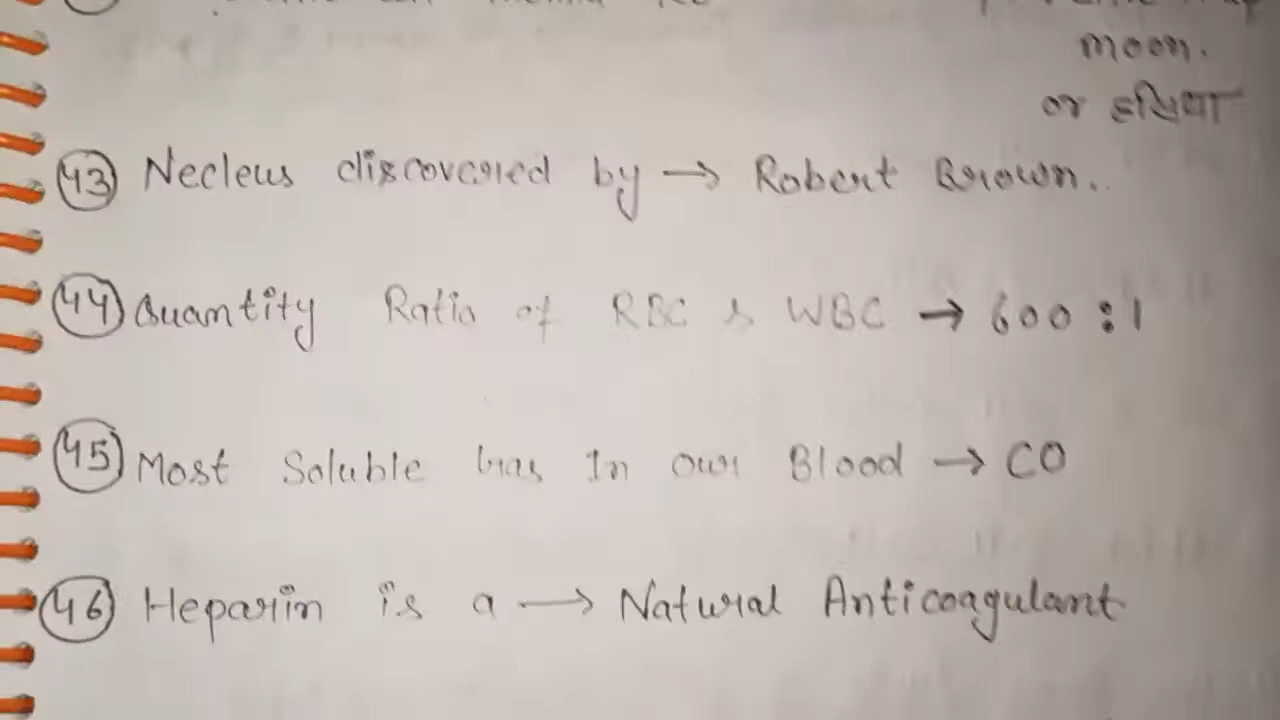 moon.
or हसिया
43 Necleus discovered by → Robert Brown.
44 Quantity Ratio of RBC & WBC → 600 : 1
45 Most Soluble Gas In our Blood → CO
46 Heparin is a → Natural Anticoagulant